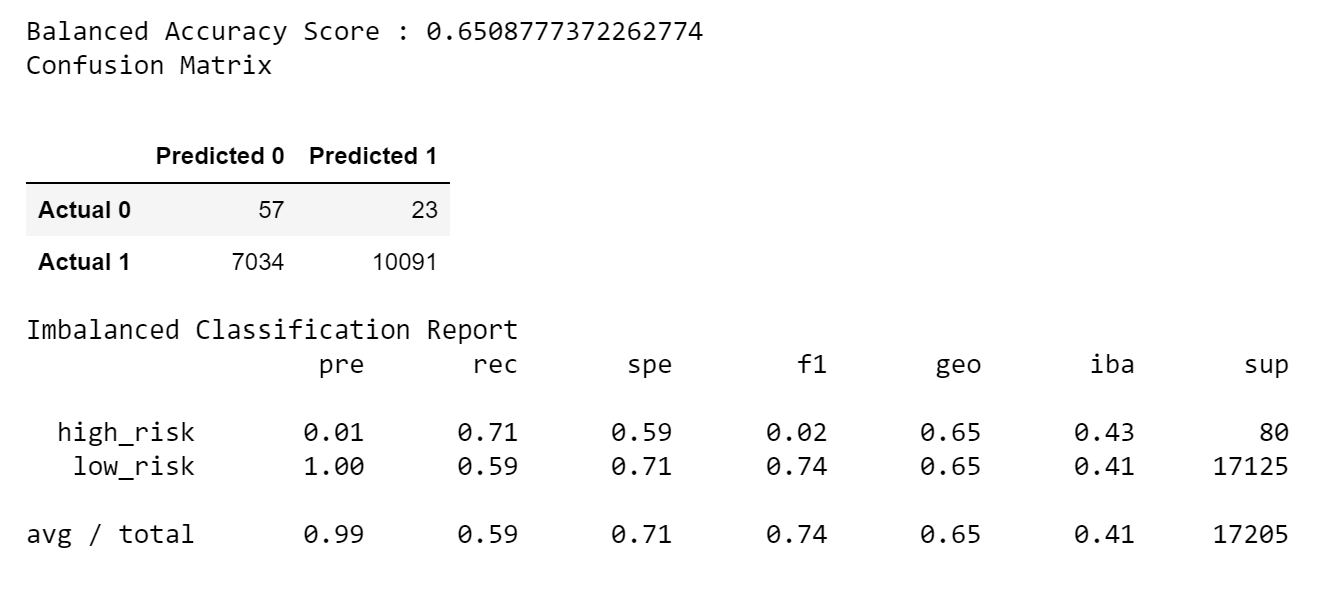 Balanced Accuracy Score : 0.6508777372262774
Confusion Matrix
Predicted 0 Predicted 1
Actual 0 57 23
Actual 1 7034 10091
Imbalanced Classification Report
pre rec spe f1 geo iba sup
high_risk 0.01 0.71 0.59 0.02 0.65 0.43 80
low_risk 1.00 0.59 0.71 0.74 0.65 0.41 17125
avg / total 0.99 0.59 0.71 0.74 0.65 0.41 17205